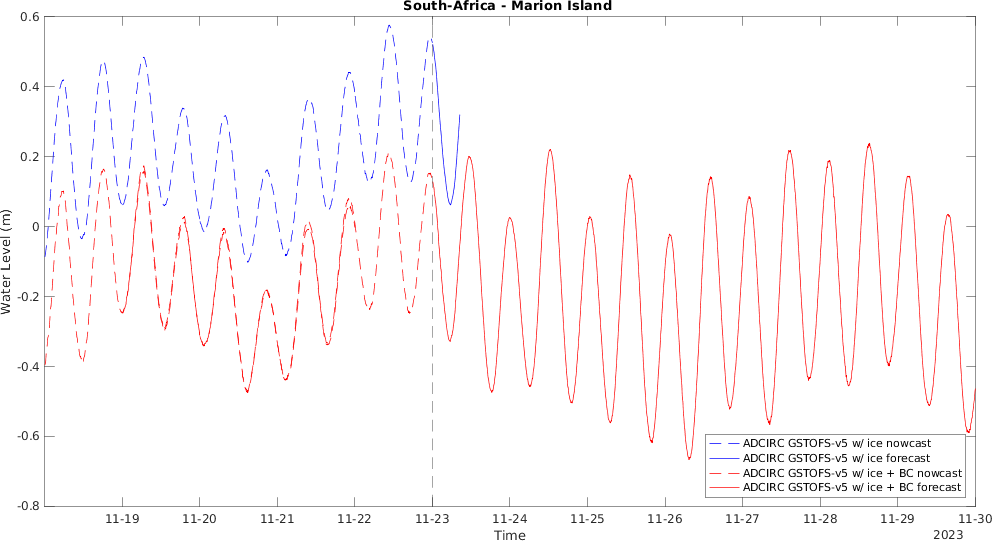 South-Africa - Marion Island
0.6
0.4
0.2
0
-0.2
-0.4
-0.6
-0.8
Water Level (m)
ADCIRC GSTOFS-v5 w/ ice nowcast
ADCIRC GSTOFS-v5 w/ ice forecast
ADCIRC GSTOFS-v5 w/ ice + BC nowcast
ADCIRC GSTOFS-v5 w/ ice + BC forecast
11-19 11-20 11-21 11-22 11-23 11-24 11-25 11-26 11-27 11-28 11-29 11-30
Time
2023